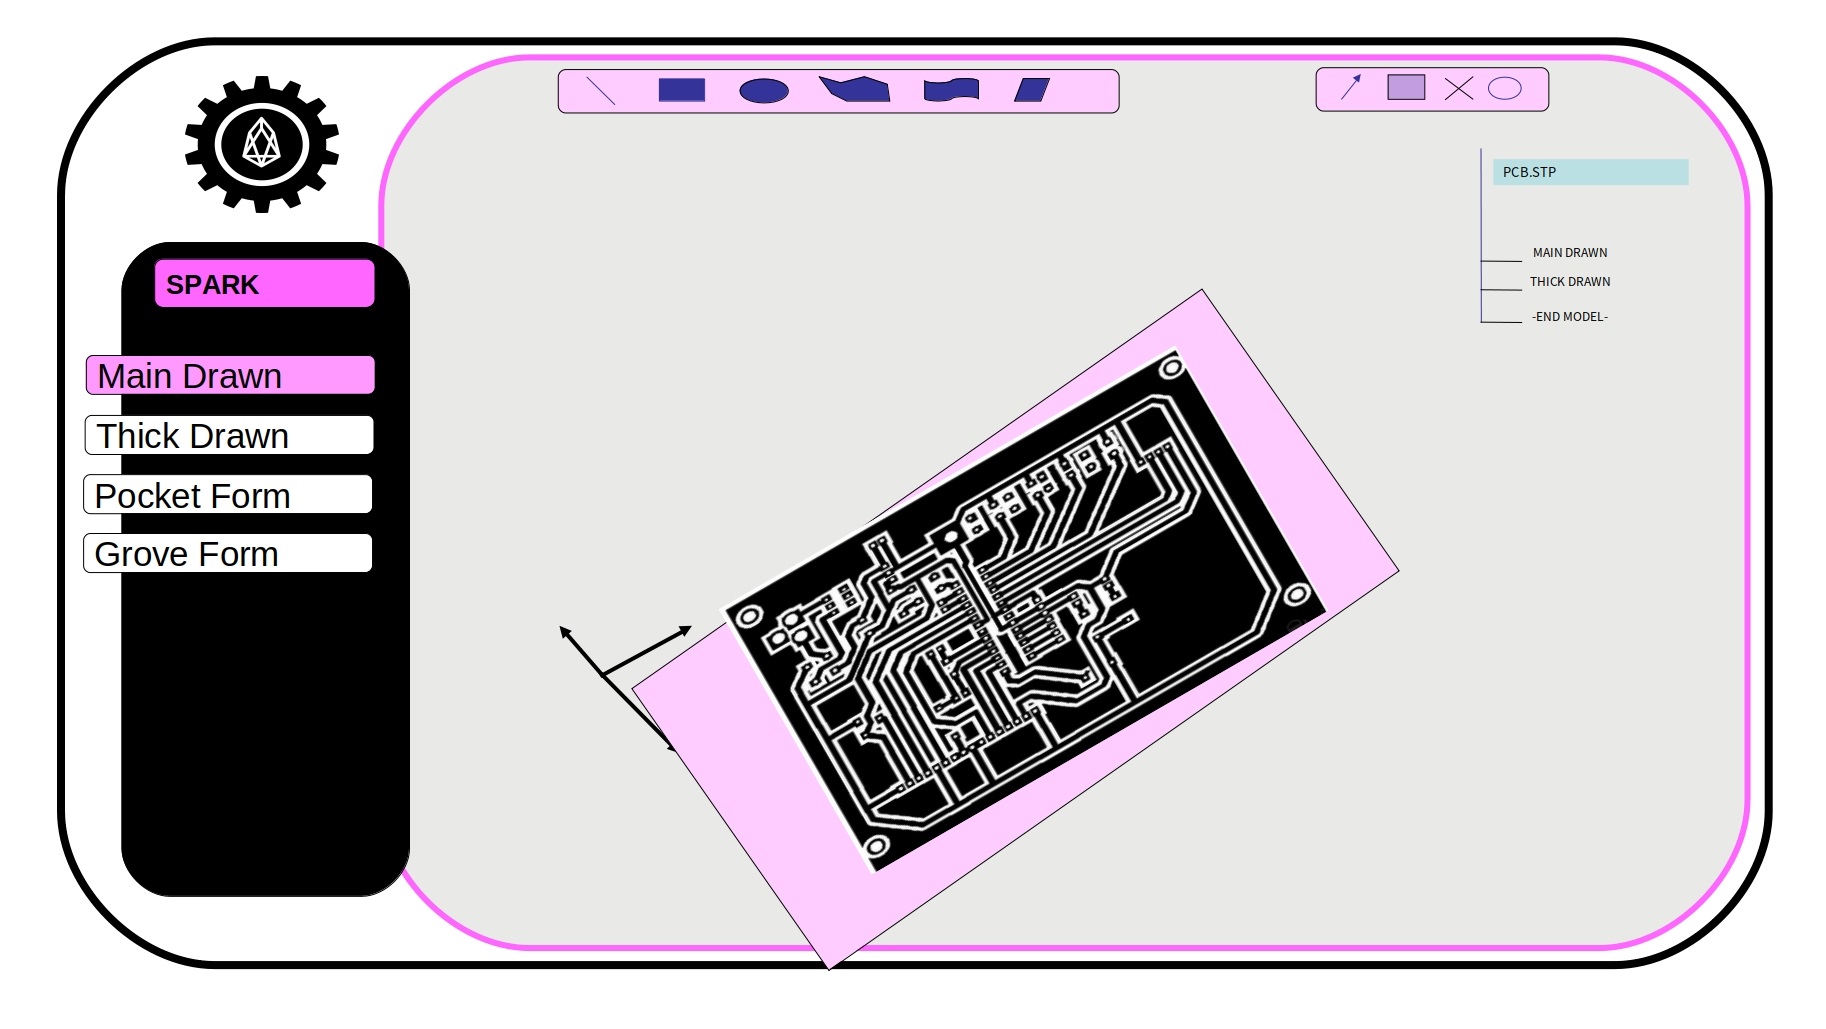 SPARK
Main Drawn
Thick Drawn
Pocket Form
Grove Form
PCB.STP
MAIN DRAWN
THICK DRAWN
-END MODEL-